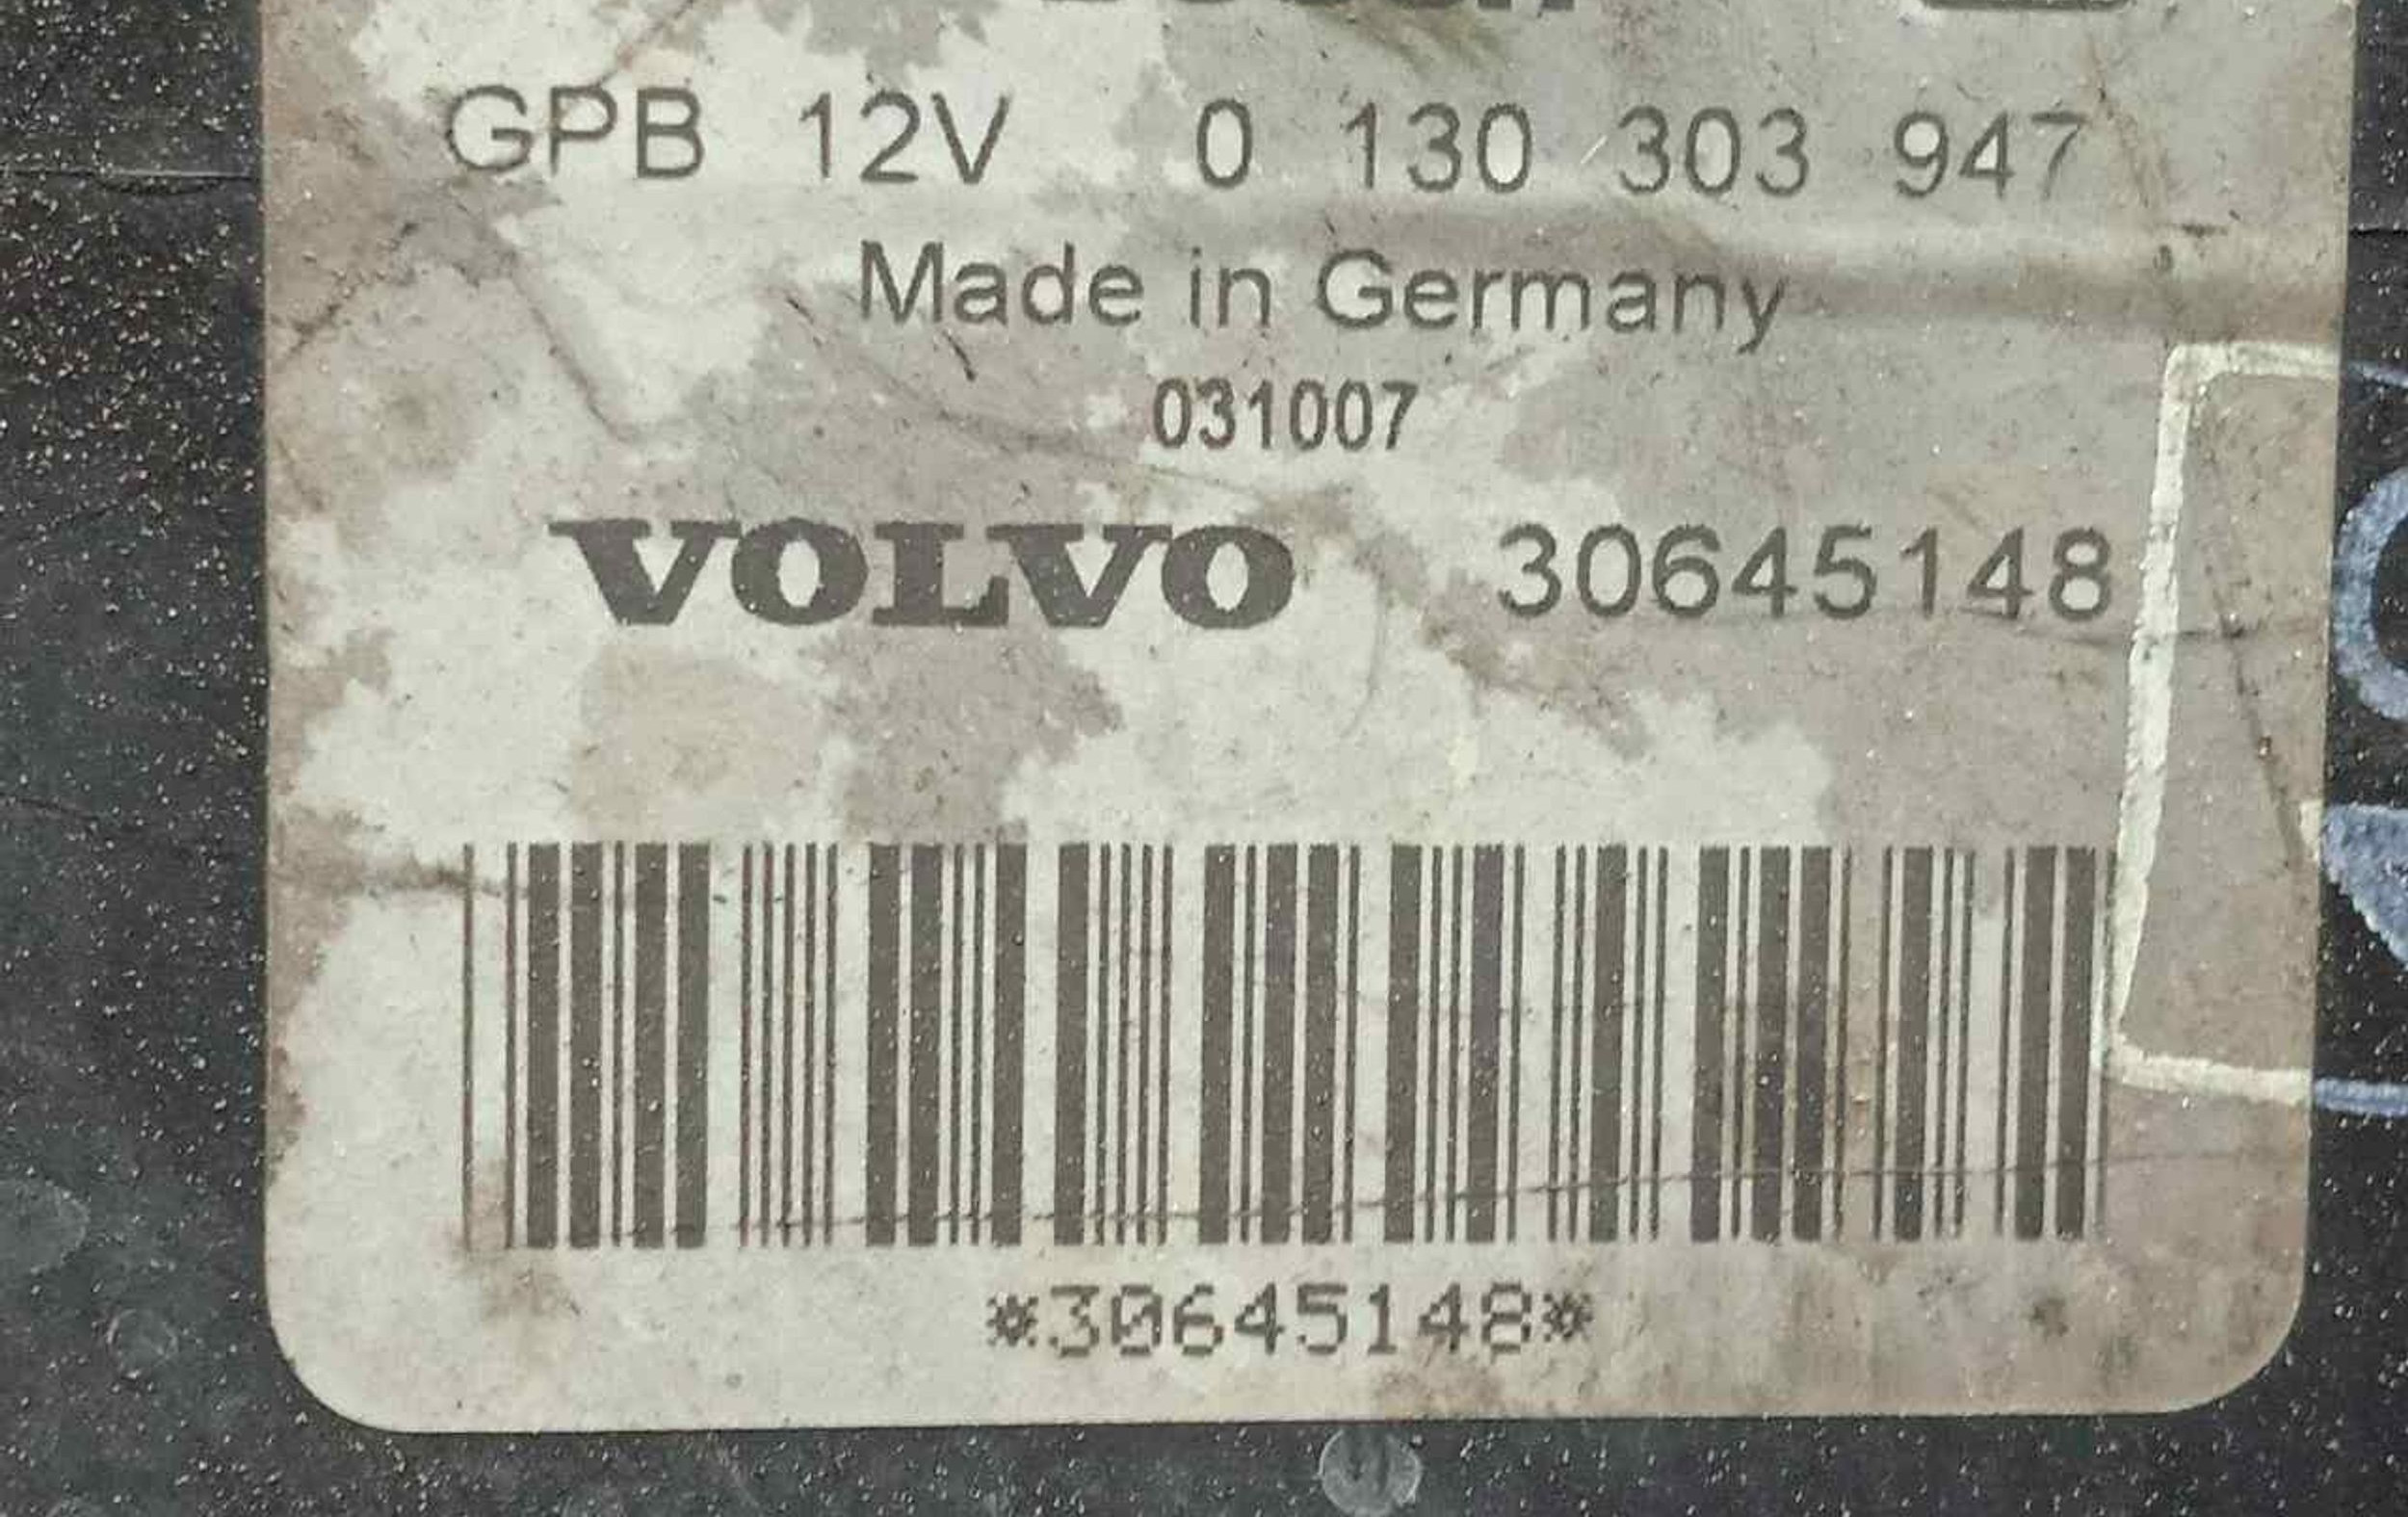 GPB 12V 0 130 303 947
Made in Germany
031007
VOLVO 30645148
*30645148*